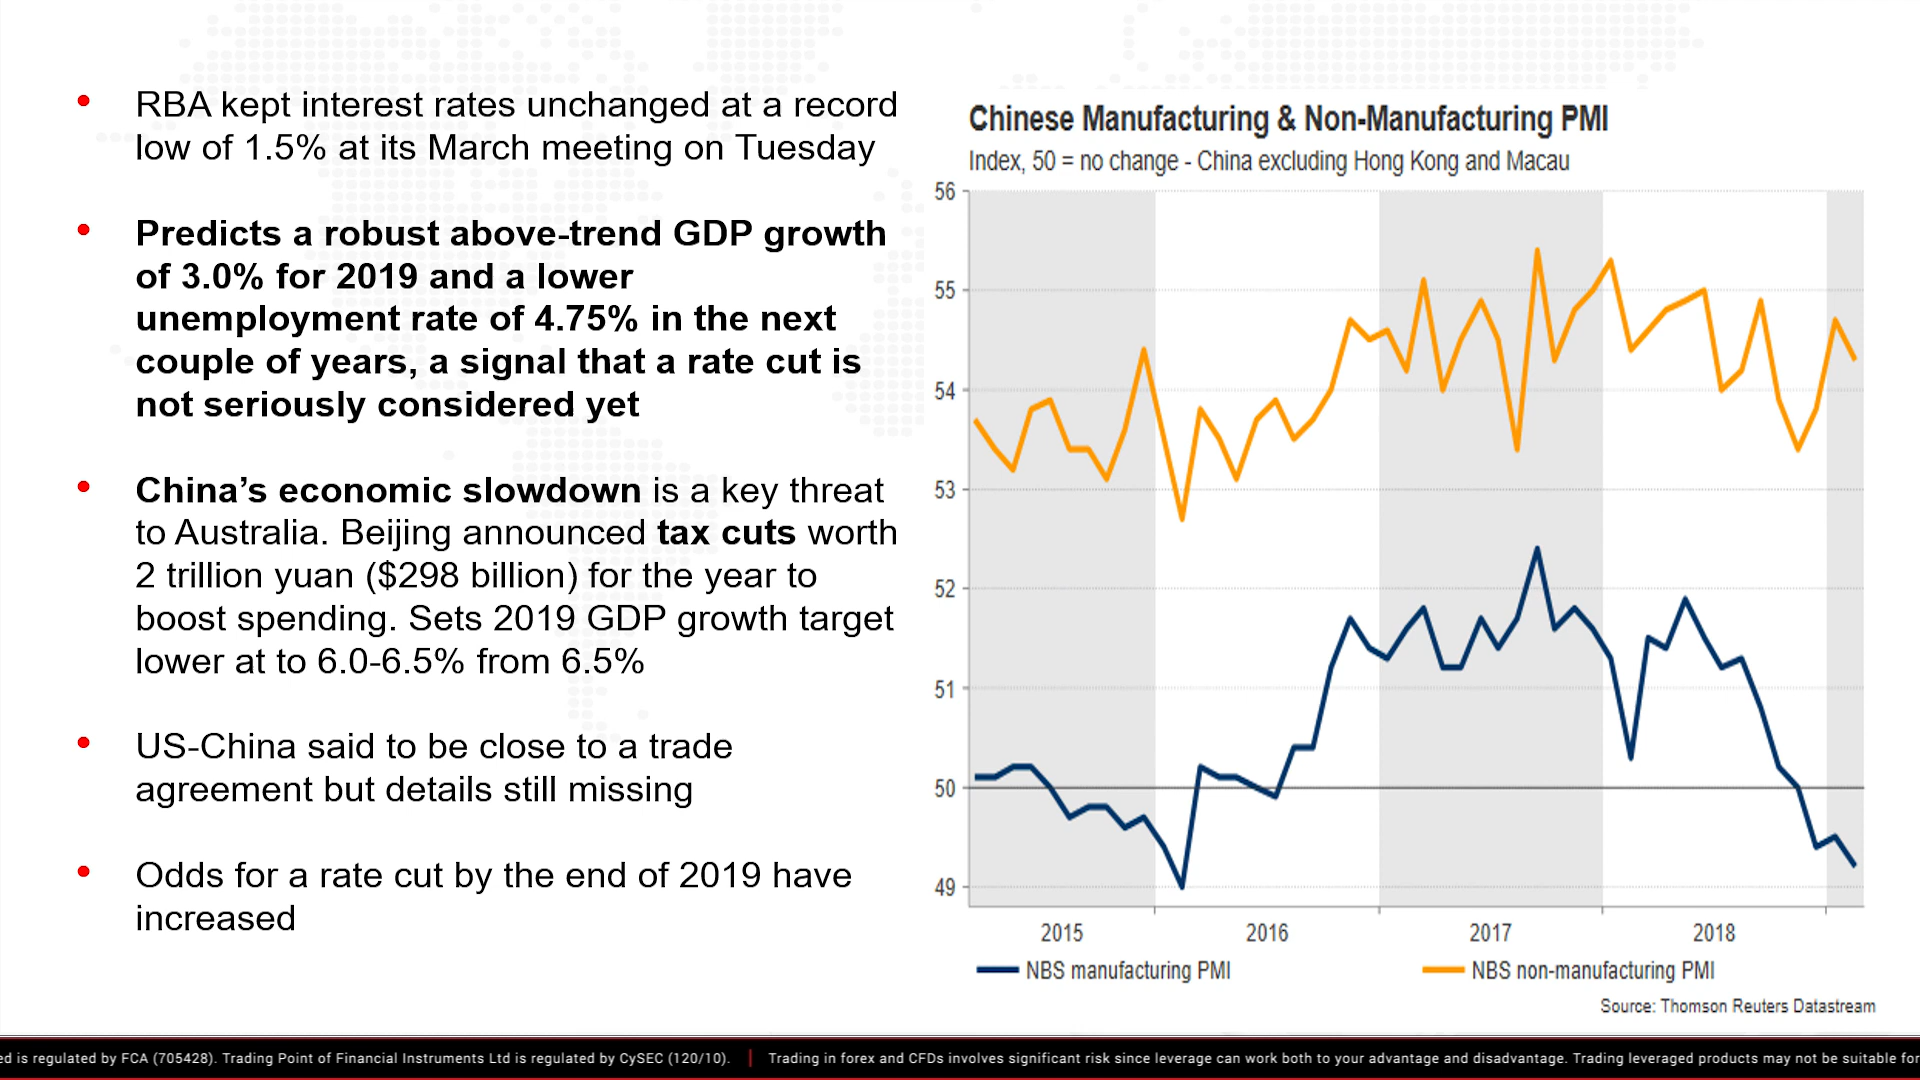 • RBA kept interest rates unchanged at a record
low of 1.5% at its March meeting on Tuesday
• Predicts a robust above-trend GDP growth
of 3.0% for 2019 and a lower
unemployment rate of 4.75% in the next
couple of years, a signal that a rate cut is
not seriously considered yet
• China’s economic slowdown is a key threat
to Australia. Beijing announced tax cuts worth
2 trillion yuan ($298 billion) for the year to
boost spending. Sets 2019 GDP growth target
lower at to 6.0-6.5% from 6.5%
• US-China said to be close to a trade
agreement but details still missing
• Odds for a rate cut by the end of 2019 have
increased
Chinese Manufacturing & Non-Manufacturing PMI
Index, 50 = no change - China excluding Hong Kong and Macau
56
55
54
53
52
51
50
49
2015 2016 2017 2018
NBS manufacturing PMI NBS non-manufacturing PMI
Source: Thomson Reuters Datastream
ed is regulated by FCA (705428). Trading Point of Financial Instruments Ltd is regulated by CySEC (120/10). | Trading in forex and CFDs involves significant risk since leverage can work both to your advantage and disadvantage. Trading leveraged products may not be suitable for